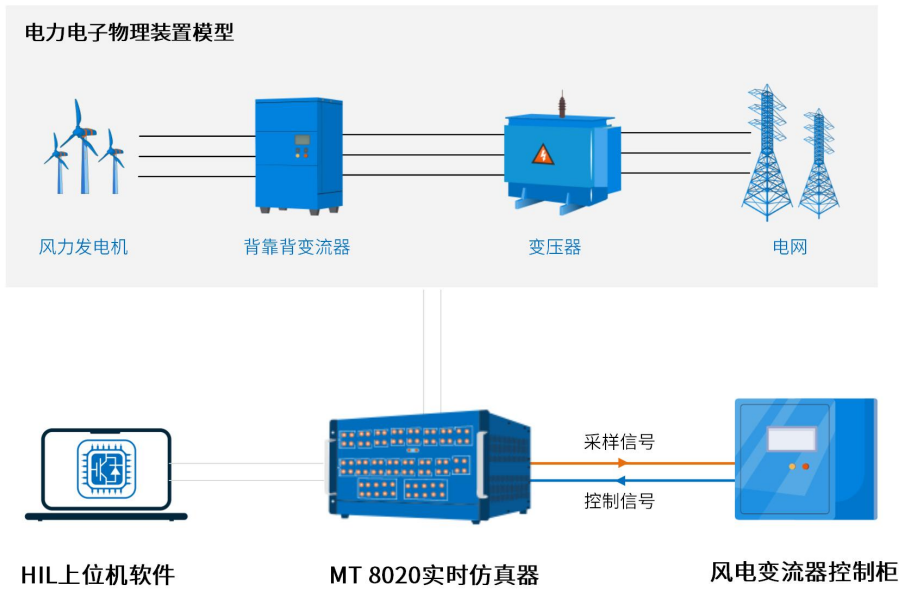 电力电子物理装置模型
风力发电机
背靠背变流器
变压器
电网
采样信号
控制信号
HIL上位机软件
MT 8020实时仿真器
风电变流器控制柜